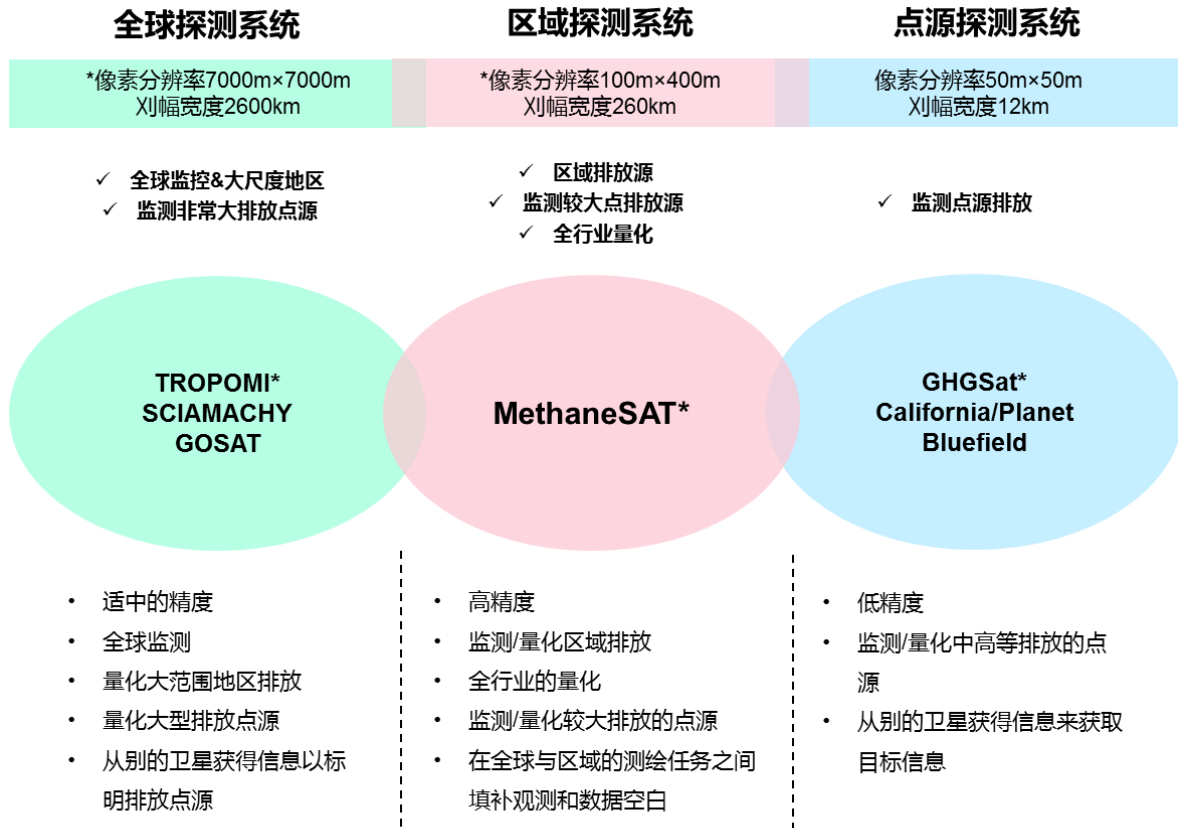 全球探测系统
*像素分辨率7000m×7000m
刈幅宽度2600km
✓ 全球监控&大尺度地区
✓ 监测非常大排放点源
TROPOMI*
SCIAMACHY
GOSAT
• 适中的精度
• 全球监测
• 量化大范围地区排放
• 量化大型排放点源
• 从别的卫星获得信息以标
明排放点源
区域探测系统
*像素分辨率100m×400m
刈幅宽度260km
✓ 区域排放源
✓ 监测较大点排放源
✓ 全行业量化
MethaneSAT*
• 高精度
• 监测/量化区域排放
• 全行业的量化
• 监测/量化较大排放的点源
• 在全球与区域的测绘任务之间
填补观测和数据空白
点源探测系统
像素分辨率50m×50m
刈幅宽度12km
✓ 监测点源排放
GHGSat*
California/Planet
Bluefield
• 低精度
• 监测/量化中高等排放的点
源
• 从别的卫星获得信息来获取
目标信息